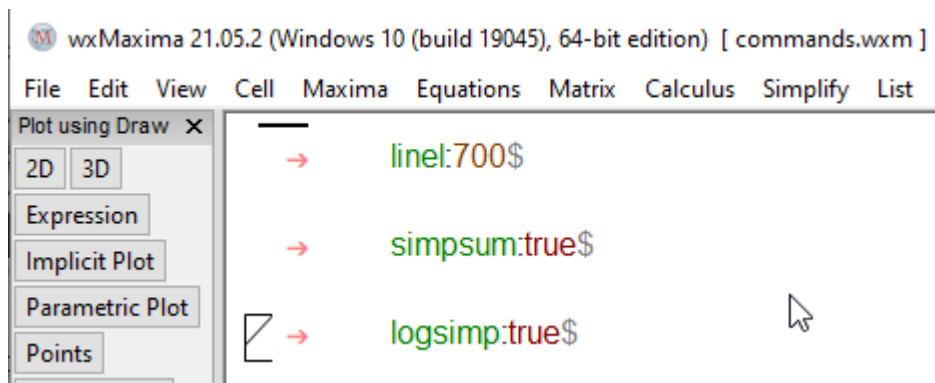 wxMaxima 21.05.2 (Windows 10 (build 19045), 64-bit edition) [ commands.wxm ]
File Edit View Cell Maxima Equations Matrix Calculus Simplify List
Plot using Draw X
2D 3D
Expression
Implicit Plot
Parametric Plot
Points
linel:700$
simpsum:true$
logsimp:true$